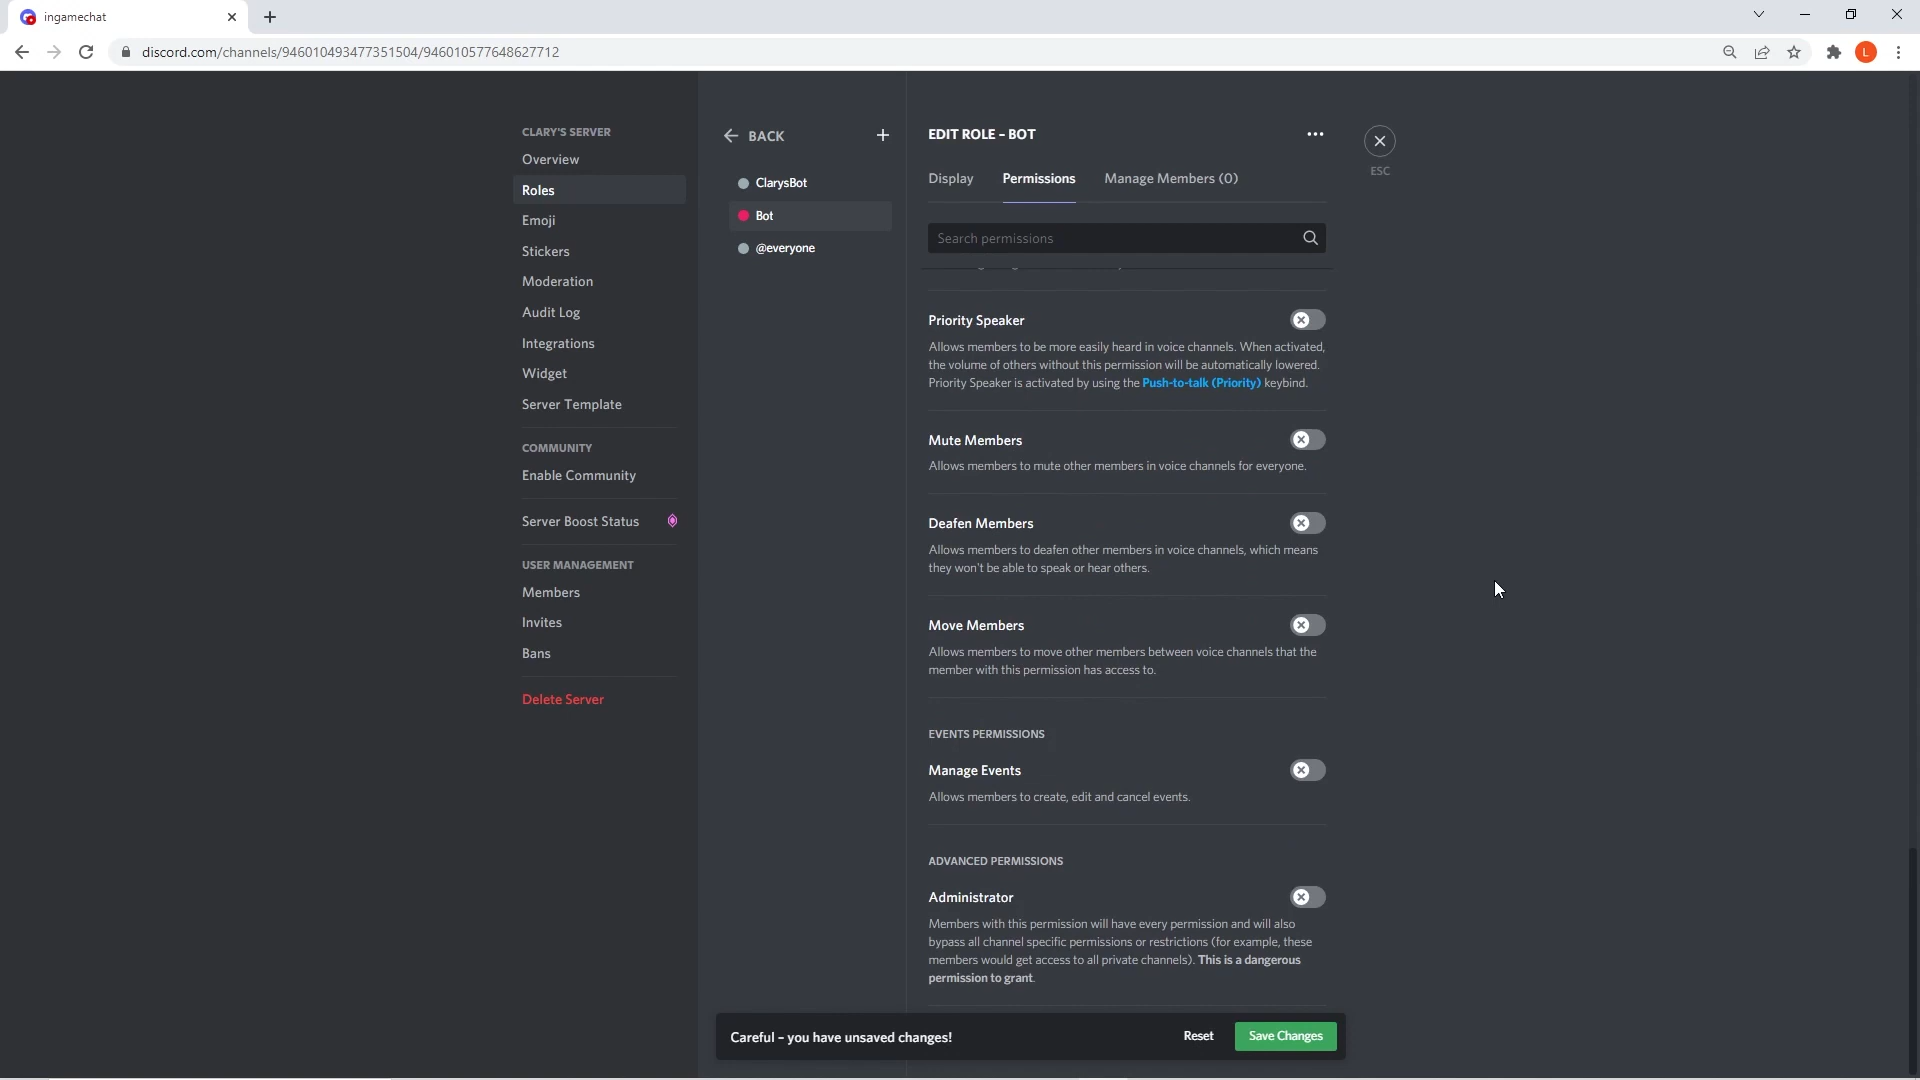 ingamechat
discord.com/channels/946010493477351504/946010577648627712
L
CLARY'S SERVER
Overview
Roles
Emoji
Stickers
Moderation
Audit Log
Integrations
Widget
Server Template
COMMUNITY
Enable Community
Server Boost Status
USER MANAGEMENT
Members
Invites
Bans
Delete Server
BACK
ClarysBot
Bot
@everyone
EDIT ROLE – BOT
Display Permissions Manage Members (0)
Search permissions
ESC
Priority Speaker
Allows members to be more easily heard in voice channels. When activated,
the volume of others without this permission will be automatically lowered.
Priority Speaker is activated by using the Push-to-talk (Priority) keybind.
Mute Members
Allows members to mute other members in voice channels for everyone.
Deafen Members
Allows members to deafen other members in voice channels, which means
they won't be able to speak or hear others.
Move Members
Allows members to move other members between voice channels that the
member with this permission has access to.
EVENTS PERMISSIONS
Manage Events
Allows members to create, edit and cancel events.
ADVANCED PERMISSIONS
Administrator
Members with this permission will have every permission and will also
bypass all channel specific permissions or restrictions (for example, these
members would get access to all private channels). This is a dangerous
permission to grant.
Careful – you have unsaved changes!
Reset
Save Changes